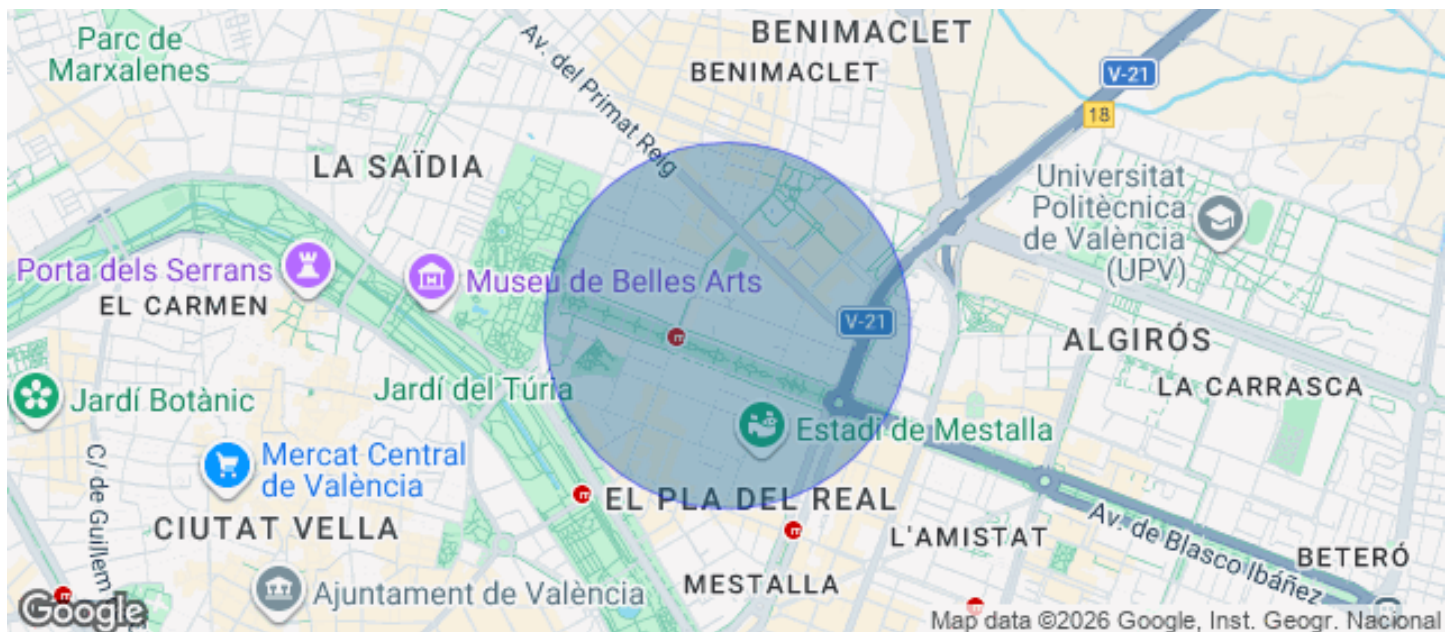 Parc de
Marxalenes
Av. del Primat Reig
BENIMACLET
BENIMACLET
V-21
18
LA SAÏDIA
Universitat
Politècnica
de València
(UPV)
Porta dels Serrans
Museu de Belles Arts
EL CARMEN
V-21
ALGIRÓS
Jardí Botànic
Jardí del Túria
LA CARRASCA
Estadi de Mestalla
Mercat Central
de València
C/ de Guillem
EL PLA DEL REAL
CIUTAT VELLA
L'AMISTAT
Av. de Blasco Ibáñez
BETERÓ
MESTALLA
Ajuntament de València
Google
Map data ©2026 Google, Inst. Geogr. Nacional